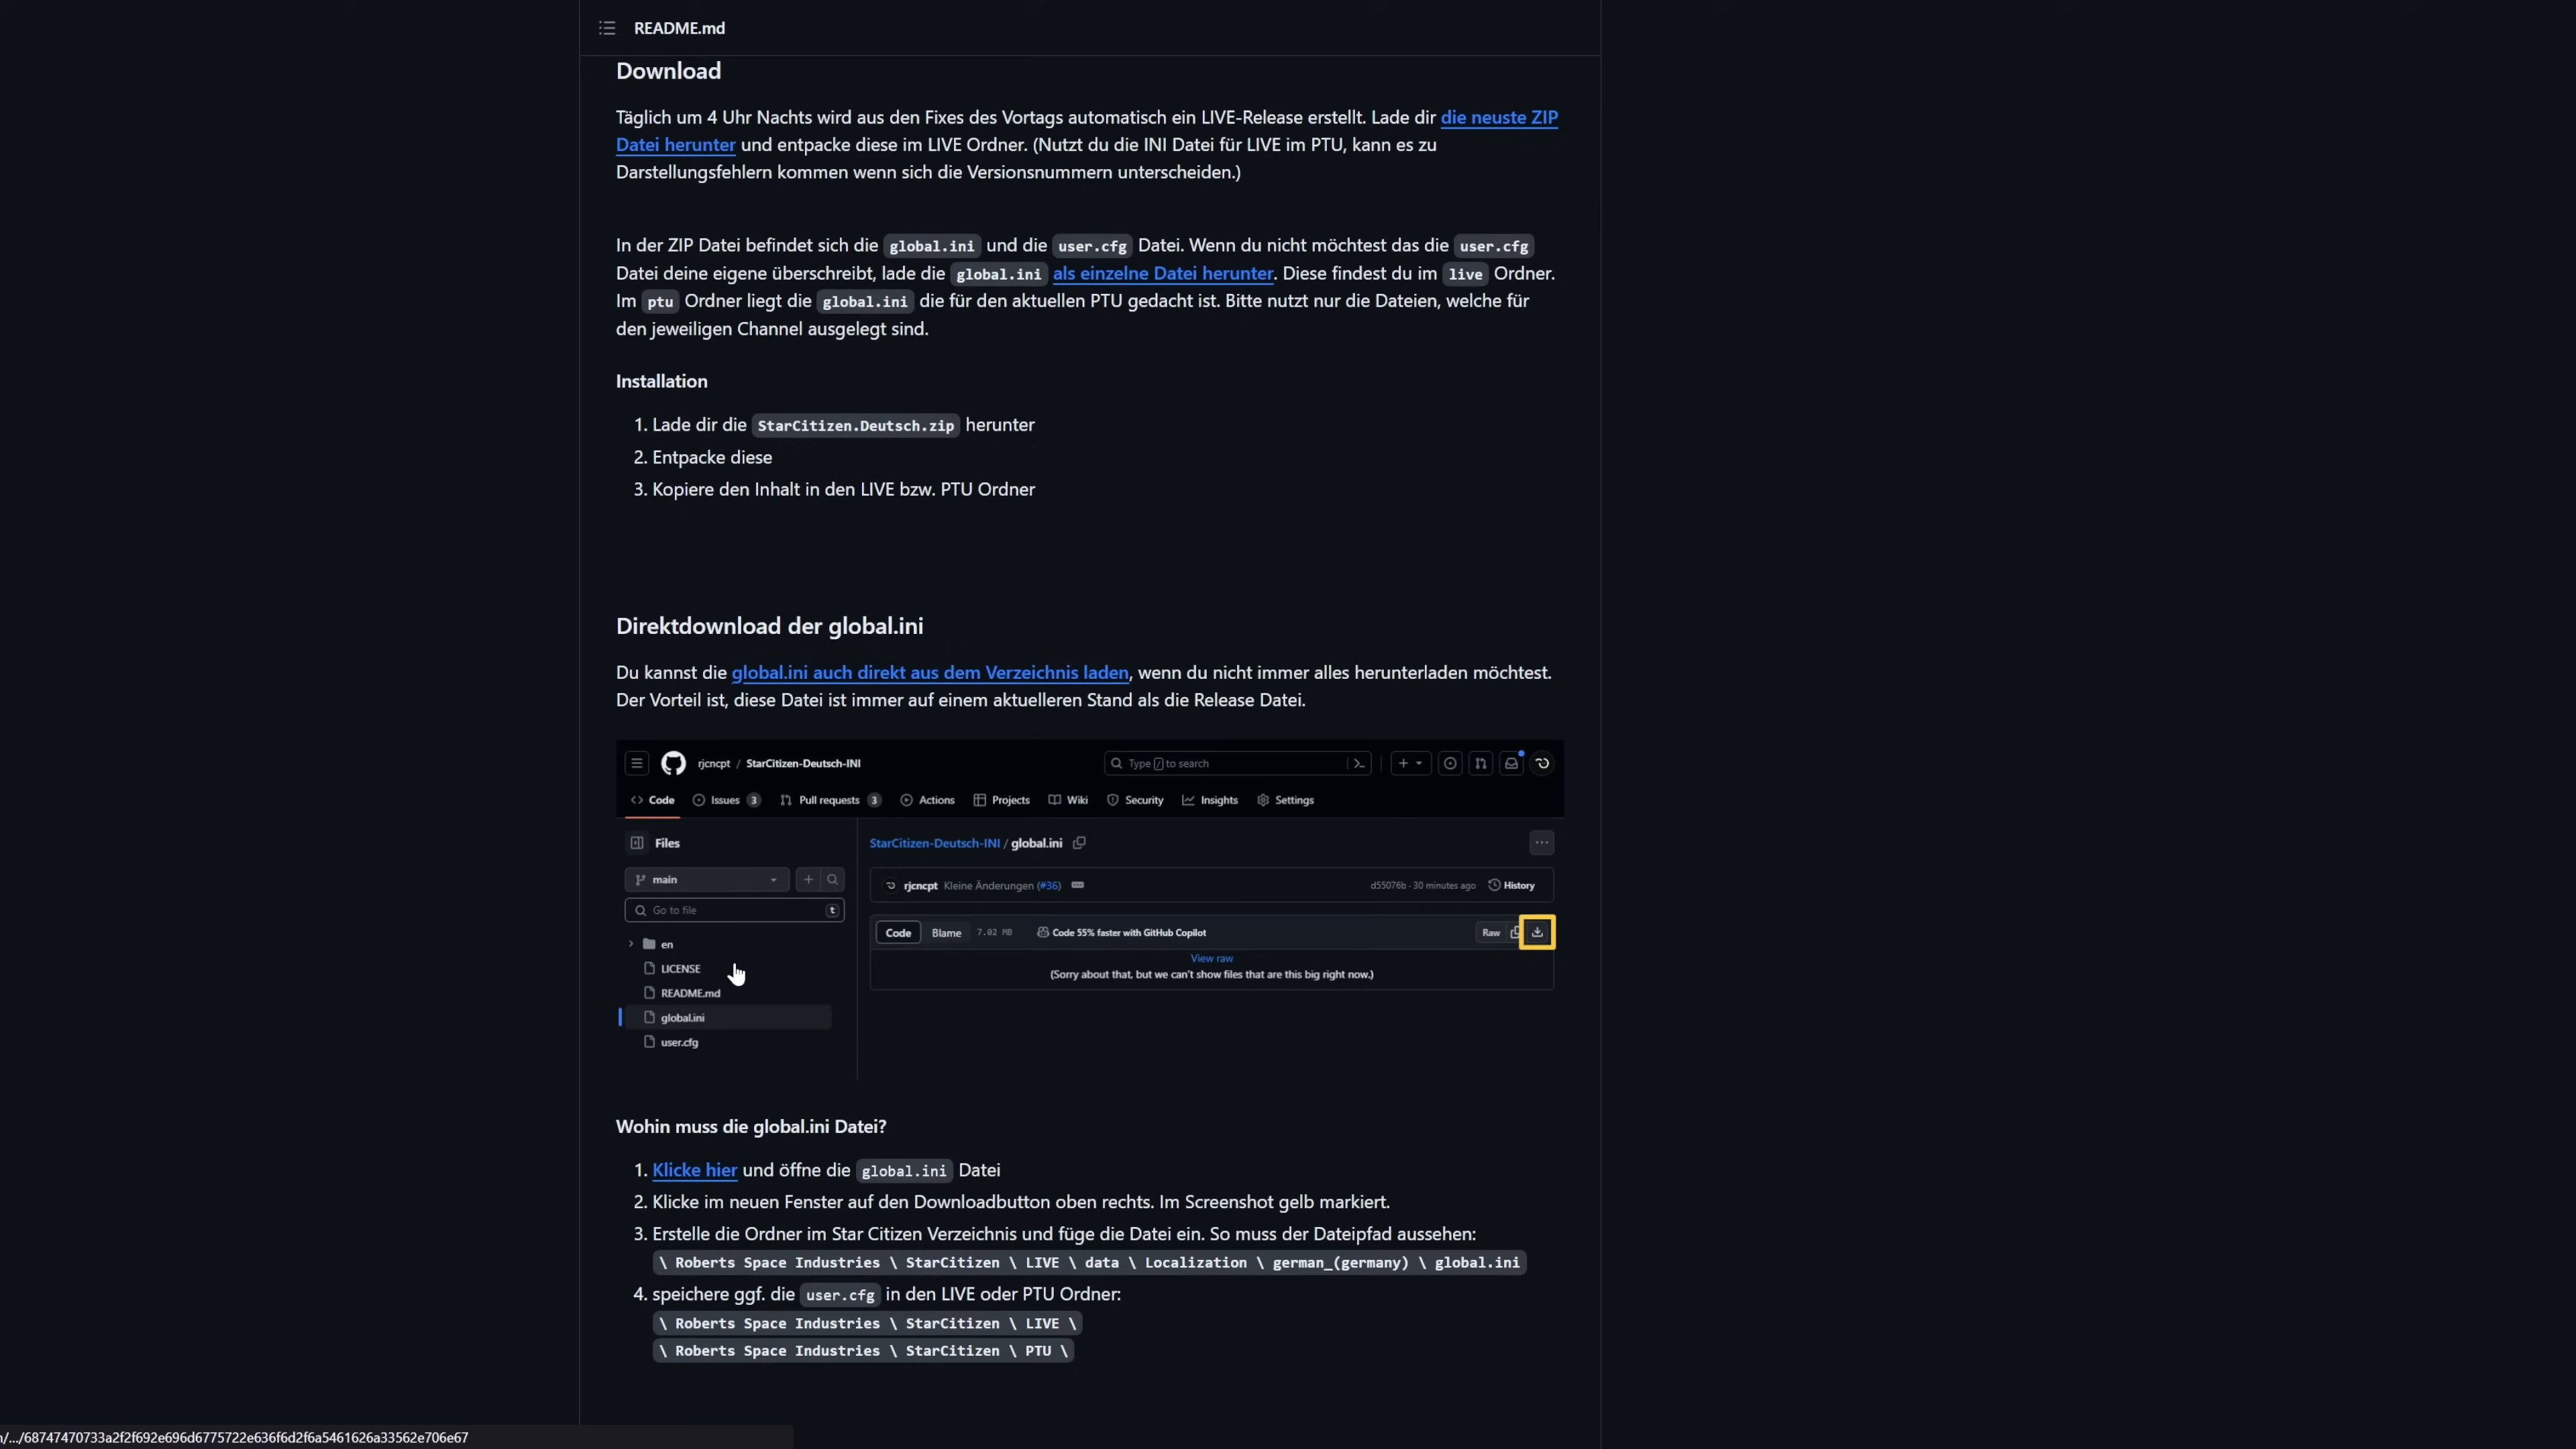 README.md
Download
Täglich um 4 Uhr Nachts wird aus den Fixes des Vortags automatisch ein LIVE-Release erstellt. Lade dir die neuste ZIP
Datei herunter und entpacke diese im LIVE Ordner. (Nutzt du die INI Datei für LIVE im PTU, kann es zu
Darstellungsfehlern kommen wenn sich die Versionsnummern unterscheiden.)
In der ZIP Datei befindet sich die global.ini und die user.cfg Datei. Wenn du nicht möchtest das die user.cfg
Datei deine eigene überschreibt, lade die global.ini als einzelne Datei herunter. Diese findest du im live Ordner.
Im ptu Ordner liegt die global.ini die für den aktuellen PTU gedacht ist. Bitte nutzt nur die Dateien, welche für
den jeweiligen Channel ausgelegt sind.
Installation
1. Lade dir die StarCitizen.Deutsch.zip herunter
2. Entpacke diese
3. Kopiere den Inhalt in den LIVE bzw. PTU Ordner
Direktdownload der global.ini
Du kannst die global.ini auch direkt aus dem Verzeichnis laden, wenn du nicht immer alles herunterladen möchtest.
Der Vorteil ist, diese Datei ist immer auf einem aktuelleren Stand als die Release Datei.
rjcncpt / StarCitizen-Deutsch-INI
Type / to search
Code Issues 3 Pull requests 3 Actions Projects Wiki Security Insights Settings
Files
StarCitizen-Deutsch-INI / global.ini
main
rjcncpt Kleine Änderungen (#36)
d55076b · 30 minutes ago History
Go to file t
Code Blame 7.02 MB Code 55% faster with GitHub Copilot Raw
en
View raw
LICENSE
(Sorry about that, but we can't show files that are this big right now.)
README.md
global.ini
user.cfg
Wohin muss die global.ini Datei?
1. Klicke hier und öffne die global.ini Datei
2. Klicke im neuen Fenster auf den Downloadbutton oben rechts. Im Screenshot gelb markiert.
3. Erstelle die Ordner im Star Citizen Verzeichnis und füge die Datei ein. So muss der Dateipfad aussehen:
\ Roberts Space Industries \ StarCitizen \ LIVE \ data \ Localization \ german_(germany) \ global.ini
4. speichere ggf. die user.cfg in den LIVE oder PTU Ordner:
\ Roberts Space Industries \ StarCitizen \ LIVE \
\ Roberts Space Industries \ StarCitizen \ PTU \
/.../68747470733a2f2f692e696d6775722e636f6d2f6a5461626a33562e706e67